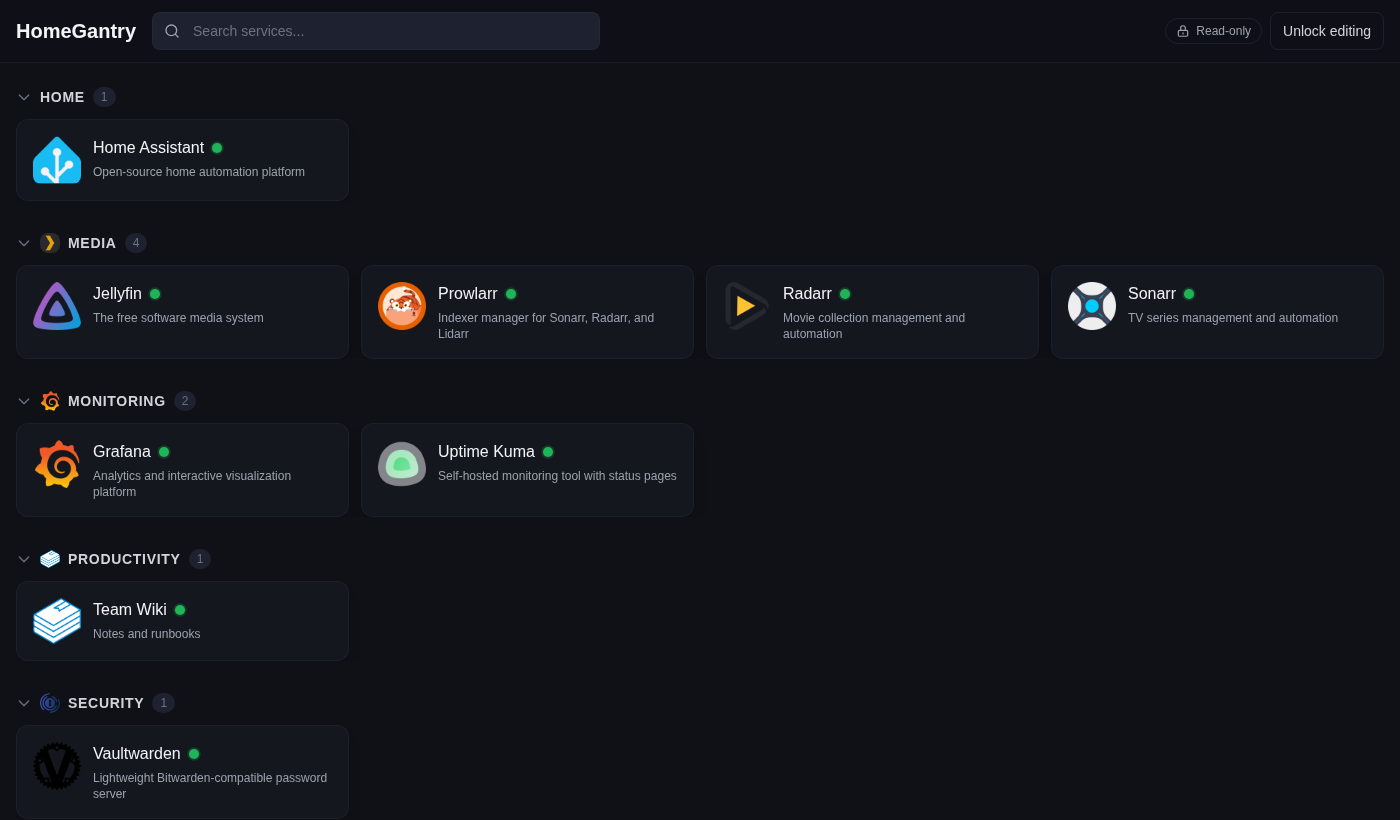 HomeGantry
Search services...
Read-only
Unlock editing
HOME 1
Home Assistant
Open-source home automation platform
MEDIA 4
Jellyfin
The free software media system
Prowlarr
Indexer manager for Sonarr, Radarr, and
Lidarr
Radarr
Movie collection management and
automation
Sonarr
TV series management and automation
MONITORING 2
Grafana
Analytics and interactive visualization
platform
Uptime Kuma
Self-hosted monitoring tool with status pages
PRODUCTIVITY 1
Team Wiki
Notes and runbooks
SECURITY 1
Vaultwarden
Lightweight Bitwarden-compatible password
server